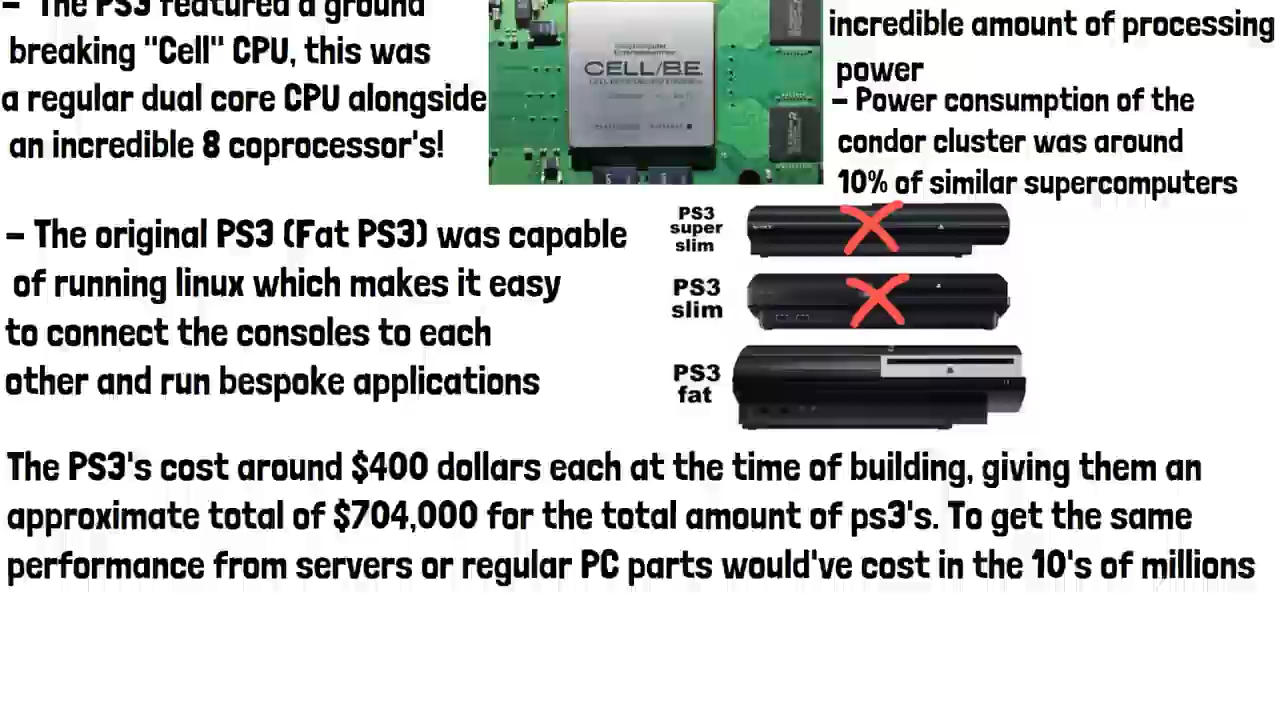 - The PS3 featured a ground
breaking "Cell" CPU, this was
a regular dual core CPU alongside
an incredible 8 coprocessor's!
CELL/B.E.
incredible amount of processing
power
- Power consumption of the
condor cluster was around
10% of similar supercomputers
- The original PS3 (Fat PS3) was capable
of running linux which makes it easy
to connect the consoles to each
other and run bespoke applications
PS3
super
slim
PS3
slim
PS3
fat
The PS3's cost around $400 dollars each at the time of building, giving them an
approximate total of $704,000 for the total amount of ps3's. To get the same
performance from servers or regular PC parts would've cost in the 10's of millions